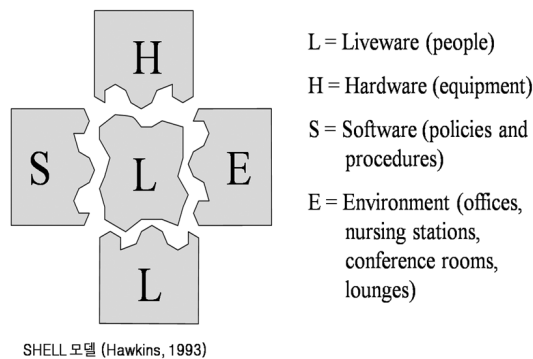 H
S
L
E
L
L = Liveware (people)
H = Hardware (equipment)
S = Software (policies and
procedures)
E = Environment (offices,
nursing stations,
conference rooms,
lounges)
SHELL 모델 (Hawkins, 1993)